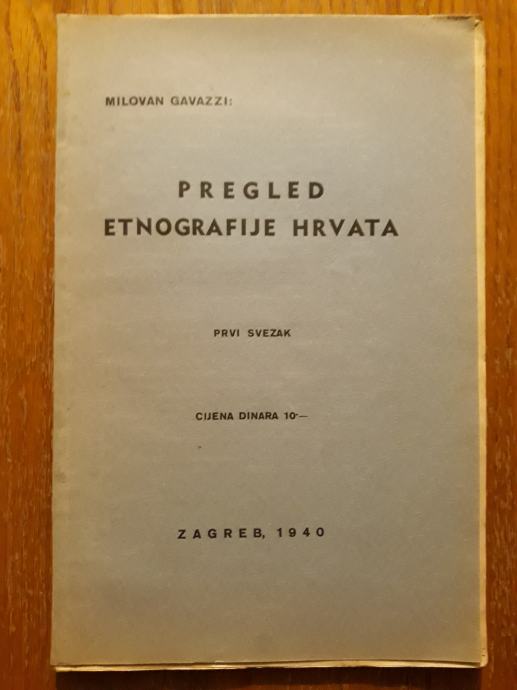 MILOVAN GAVAZZI:
PREGLED
ETNOGRAFIJE HRVATA
PRVI SVEZAK
CIJENA DINARA 10·—
ZAGREB, 1940